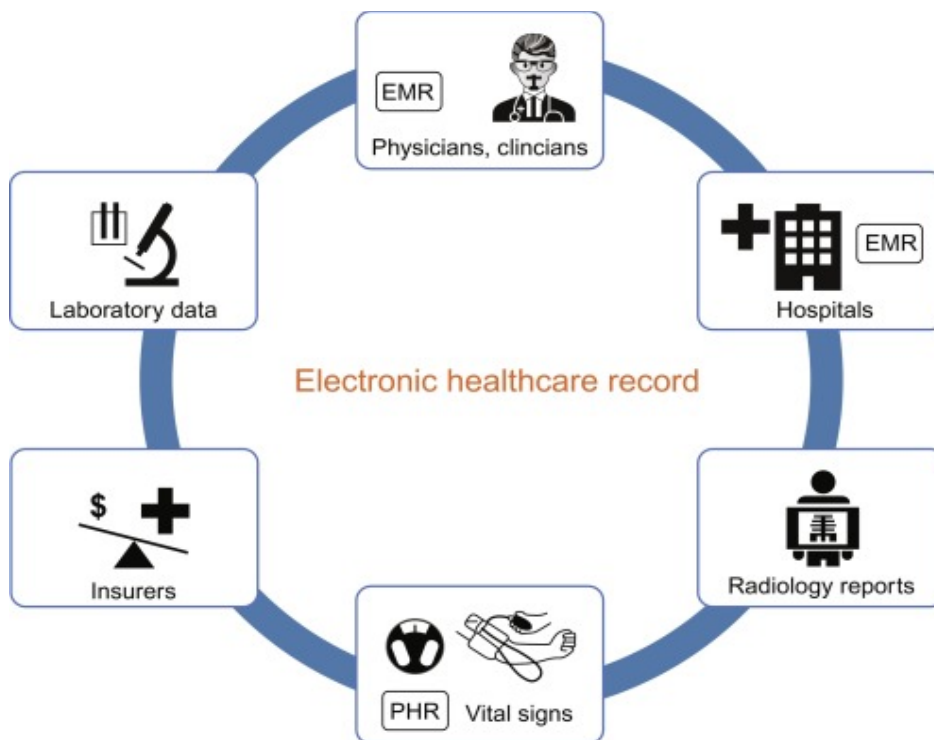 EMR
Physicians, clincians
Laboratory data
EMR
Hospitals
Electronic healthcare record
$
Insurers
Radiology reports
PHR Vital signs